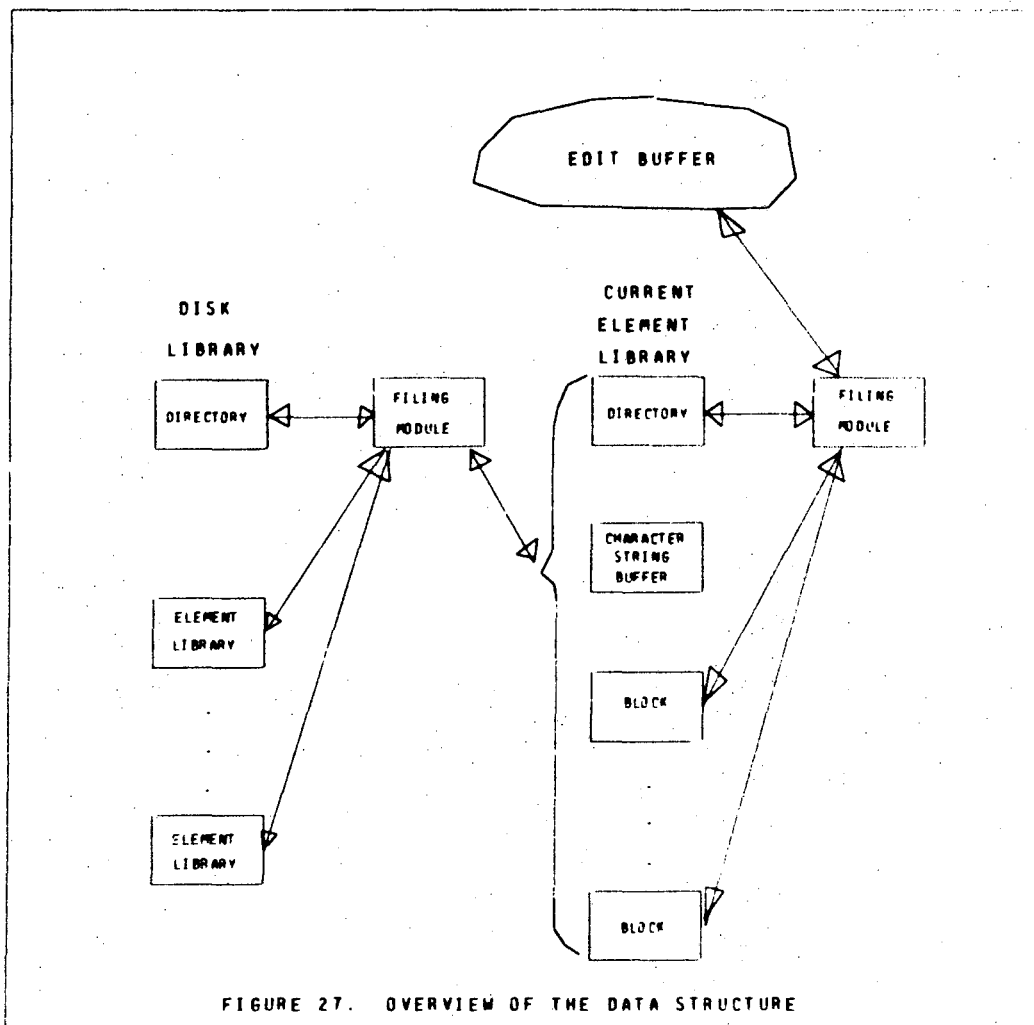 EDIT BUFFER
DISK
LIBRARY
DIRECTORY
FILING
MODULE
ELEMENT
LIBRARY
ELEMENT
LIBRARY
CURRENT
ELEMENT
LIBRARY
DIRECTORY
FILING
MODULE
CHARACTER
STRING
BUFFER
BLOCK
BLOCK
FIGURE 27. OVERVIEW OF THE DATA STRUCTURE